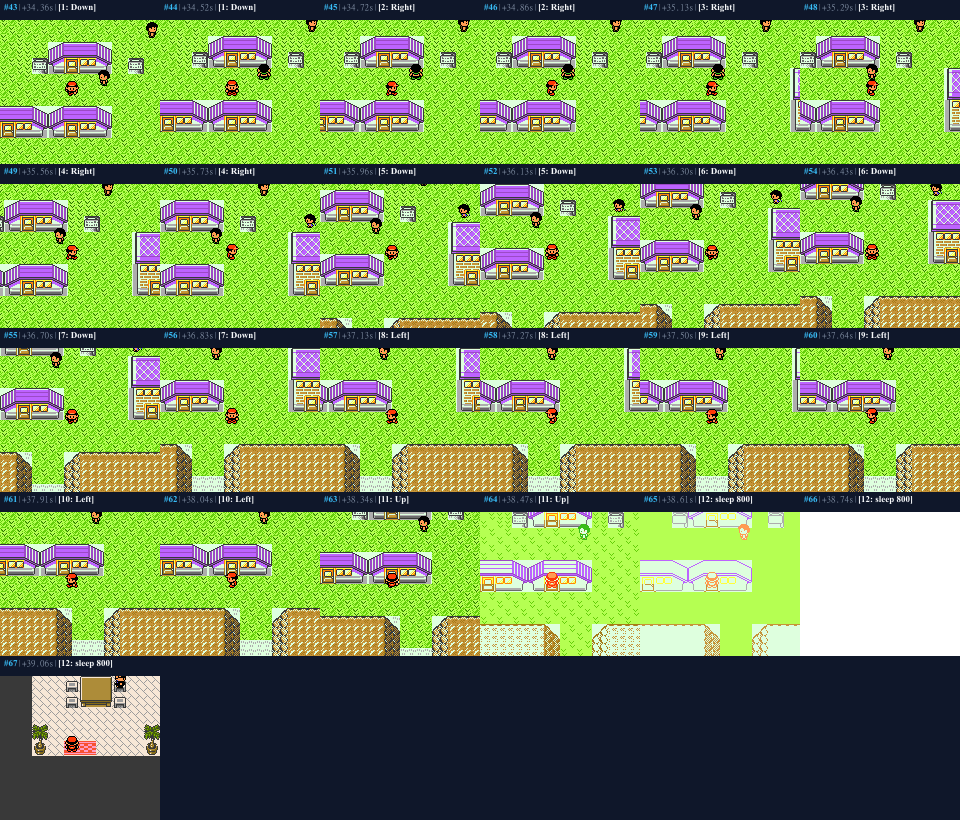 #43|+34.36s|[1: Down]
#44|+34.52s|[1: Down]
#45|+34.72s|[2: Right]
#46|+34.86s|[2: Right]
#47|+35.13s|[3: Right]
#48|+35.29s|[3: Right]
#49|+35.56s|[4: Right]
#50|+35.73s|[4: Right]
#51|+35.96s|[5: Down]
#52|+36.13s|[5: Down]
#53|+36.30s|[6: Down]
#54|+36.43s|[6: Down]
#55|+36.70s|[7: Down]
#56|+36.83s|[7: Down]
#57|+37.13s|[8: Left]
#58|+37.27s|[8: Left]
#59|+37.50s|[9: Left]
#60|+37.64s|[9: Left]
#61|+37.91s|[10: Left]
#62|+38.04s|[10: Left]
#63|+38.34s|[11: Up]
#64|+38.47s|[11: Up]
#65|+38.61s|[12: sleep 800]
#66|+38.74s|[12: sleep 800]
#67|+39.06s|[12: sleep 800]